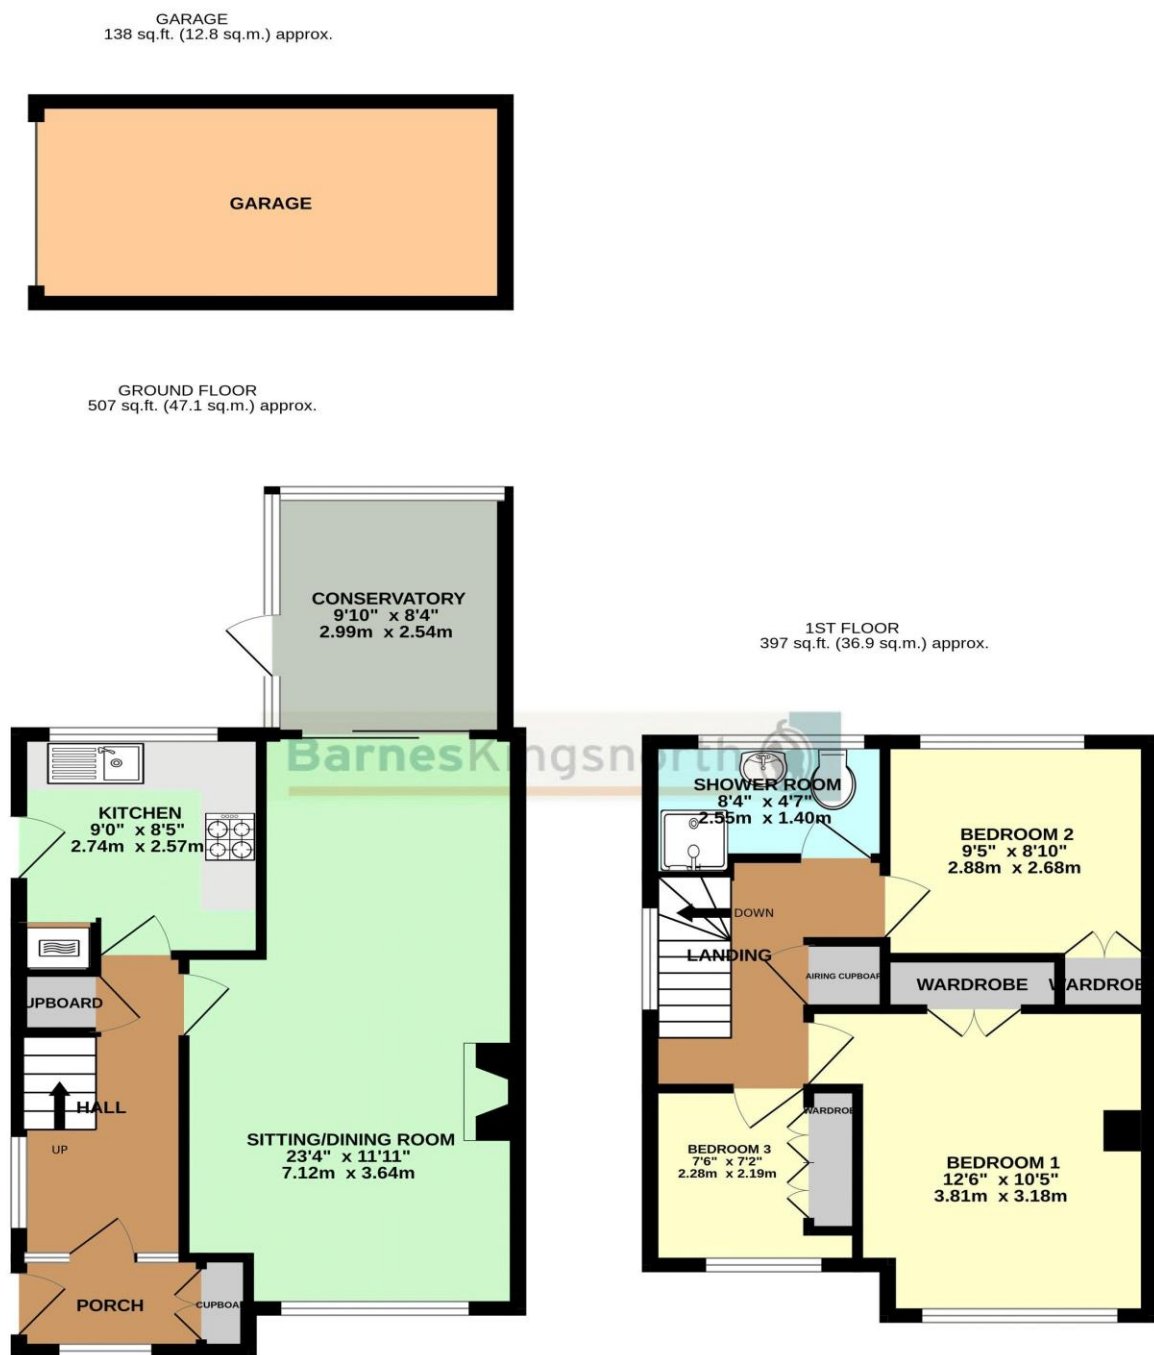 GARAGE
138 sq.ft. (12.8 sq.m.) approx.
GARAGE
GROUND FLOOR
507 sq.ft. (47.1 sq.m.) approx.
CONSERVATORY
9'10" x 8'4"
2.99m x 2.54m
KITCHEN
9'0" x 8'5"
2.74m x 2.57m
UPBOARD
HALL
UP
SITTING/DINING ROOM
23'4" x 11'11"
7.12m x 3.64m
PORCH
CUPBOAR
BarnesKingsnorth
1ST FLOOR
397 sq.ft. (36.9 sq.m.) approx.
SHOWER ROOM
8'4" x 4'7"
2.55m x 1.40m
BEDROOM 2
9'5" x 8'10"
2.88m x 2.68m
DOWN
LANDING
AIRING CUPBOARD
WARDROBE
WARDROBE
WARDROBE
BEDROOM 3
7'6" x 7'2"
2.28m x 2.19m
BEDROOM 1
12'6" x 10'5"
3.81m x 3.18m